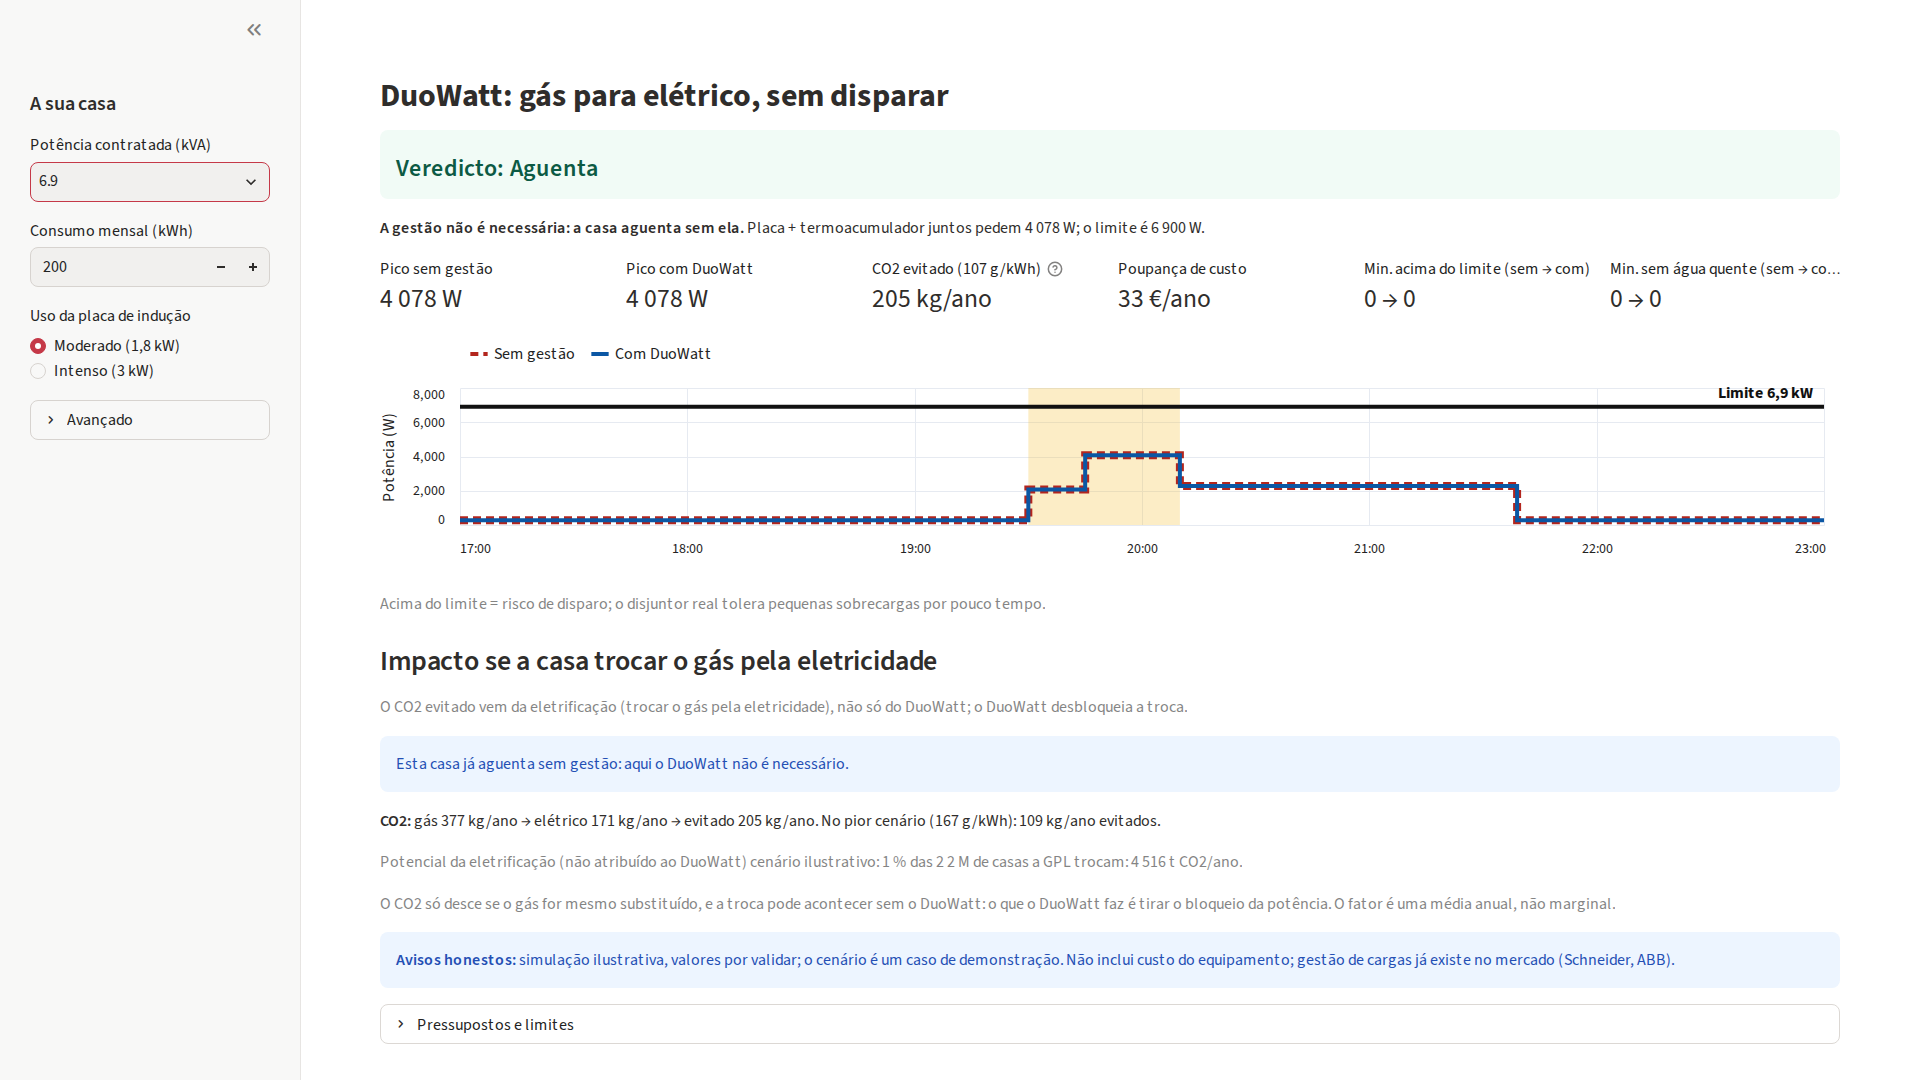 A sua casa
Potência contratada (kVA)
6.9
Consumo mensal (kWh)
200
Uso da placa de indução
Moderado (1,8 kW)
Intenso (3 kW)
Avançado
DuoWatt: gás para elétrico, sem disparar
Veredicto: Aguenta
A gestão não é necessária: a casa aguenta sem ela. Placa + termoacumulador juntos pedem 4 078 W; o limite é 6 900 W.
Pico sem gestão
4 078 W
Pico com DuoWatt
4 078 W
CO2 evitado (107 g/kWh)
205 kg/ano
Poupança de custo
33 €/ano
Min. acima do limite (sem → com)
0 → 0
Min. sem água quente (sem → co...
0 → 0
Sem gestão
Com DuoWatt
Limite 6,9 kW
Potência (W)
8,000
6,000
4,000
2,000
0
17:00 18:00 19:00 20:00 21:00 22:00 23:00
Acima do limite = risco de disparo; o disjuntor real tolera pequenas sobrecargas por pouco tempo.
Impacto se a casa trocar o gás pela eletricidade
O CO2 evitado vem da eletrificação (trocar o gás pela eletricidade), não só do DuoWatt; o DuoWatt desbloqueia a troca.
Esta casa já aguenta sem gestão: aqui o DuoWatt não é necessário.
CO2: gás 377 kg/ano → elétrico 171 kg/ano → evitado 205 kg/ano. No pior cenário (167 g/kWh): 109 kg/ano evitados.
Potencial da eletrificação (não atribuído ao DuoWatt) cenário ilustrativo: 1 % das 2 2 M de casas a GPL trocam: 4 516 t CO2/ano.
O CO2 só desce se o gás for mesmo substituído, e a troca pode acontecer sem o DuoWatt: o que o DuoWatt faz é tirar o bloqueio da potência. O fator é uma média anual, não marginal.
Avisos honestos: simulação ilustrativa, valores por validar; o cenário é um caso de demonstração. Não inclui custo do equipamento; gestão de cargas já existe no mercado (Schneider, ABB).
Pressupostos e limites